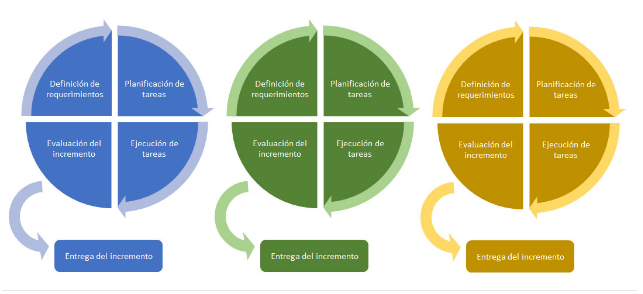 Definición de
requerimientos
Planificación de
tareas
Evaluación del
incremento
Ejecución de
tareas
Entrega del incremento
Definición de
requerimientos
Planificación de
tareas
Evaluación del
incremento
Ejecución de
tareas
Entrega del incremento
Definición de
requerimientos
Planificación de
tareas
Evaluación del
incremento
Ejecución de
tareas
Entrega del incremento